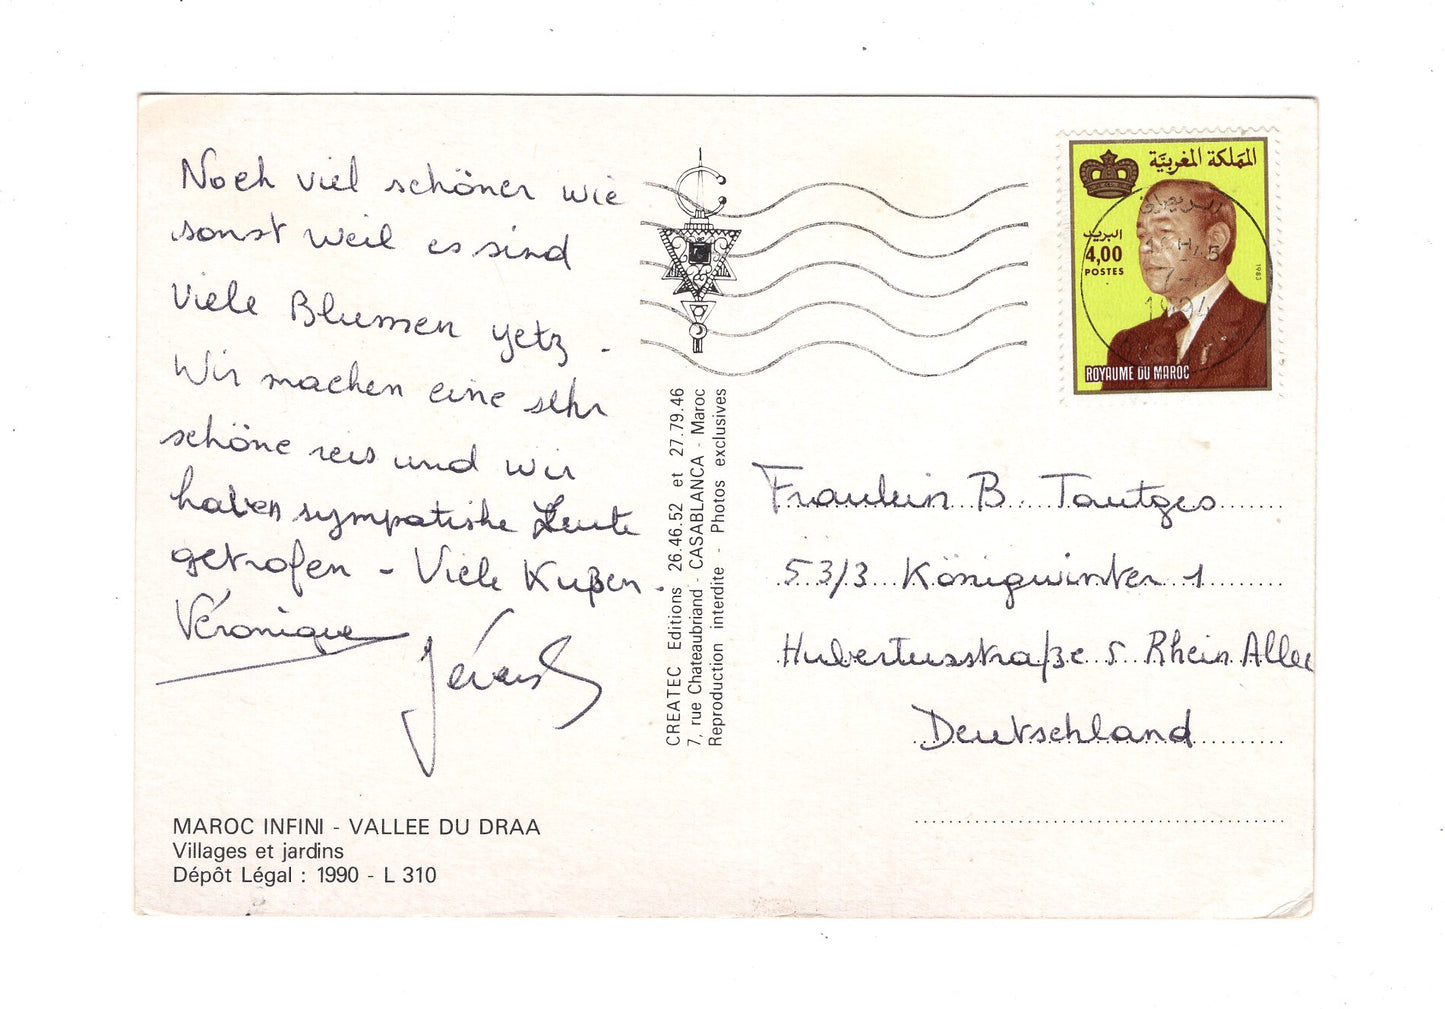 Noch viel schöner wie
sonst weil es sind
Viele Blumen yetz.
Wir machen eine sehr
schöne reis und wir
haben sympatishe Leute
getrofen - Viele Kußen.
Véronique
CREATEC Editions 26.46.52 et 27.79.46
7, rue Chateaubriand - CASABLANCA - Maroc
Reproduction interdite - Photos exclusives
المملكة المغربية
البريد
4,00
POSTES
1983
ROYAUME DU MAROC
Fraulein B. Tautges
53/3 Königwinter 1
Hubertusstraße 5 Rhein Allee
Deutschland
MAROC INFINI - VALLEE DU DRAA
Villages et jardins
Dépôt Légal : 1990 - L 310